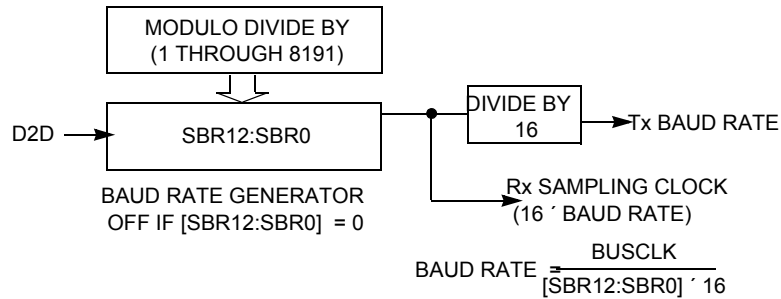 MODULO DIVIDE BY
(1 THROUGH 8191)
D2D
SBR12:SBR0
DIVIDE BY
16
Tx BAUD RATE
BAUD RATE GENERATOR
OFF IF [SBR12:SBR0] = 0
Rx SAMPLING CLOCK
(16 ´ BAUD RATE)
BAUD RATE =
BUSCLK
[SBR12:SBR0] ´ 16